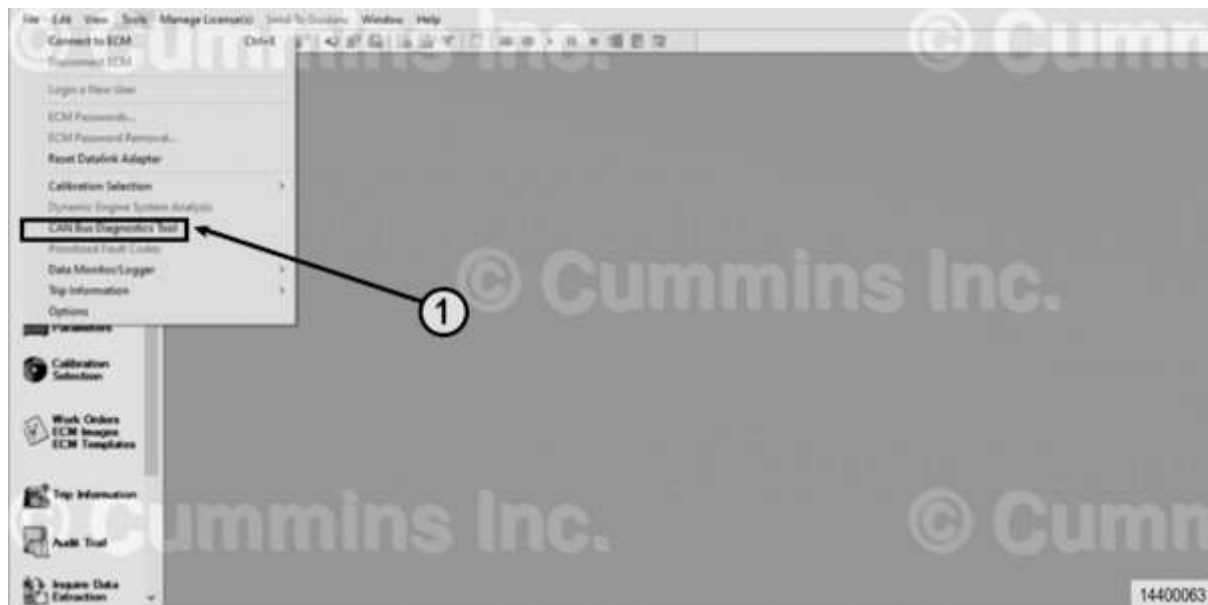 File Edit View Tools Manage License(s) Send To Guidanz Window Help
Connect to ECM Ctrl+E
Disconnect ECM
Login a New User
ECM Passwords...
ECM Password Removal...
Reset Datalink Adapter
Calibration Selection
Dynamic Engine System Analysis
CAN Bus Diagnostics Tool
Prioritized Fault Codes
Data Monitor/Logger
Trip Information
Options
1
Parameters
Calibration
Selection
Work Orders
ECM Images
ECM Templates
Trip Information
Audit Trail
Inquire Data
Extraction
© Cummins Inc.
© Cumm
© Cummins Inc.
© Cummins Inc.
© Cumm
14400063